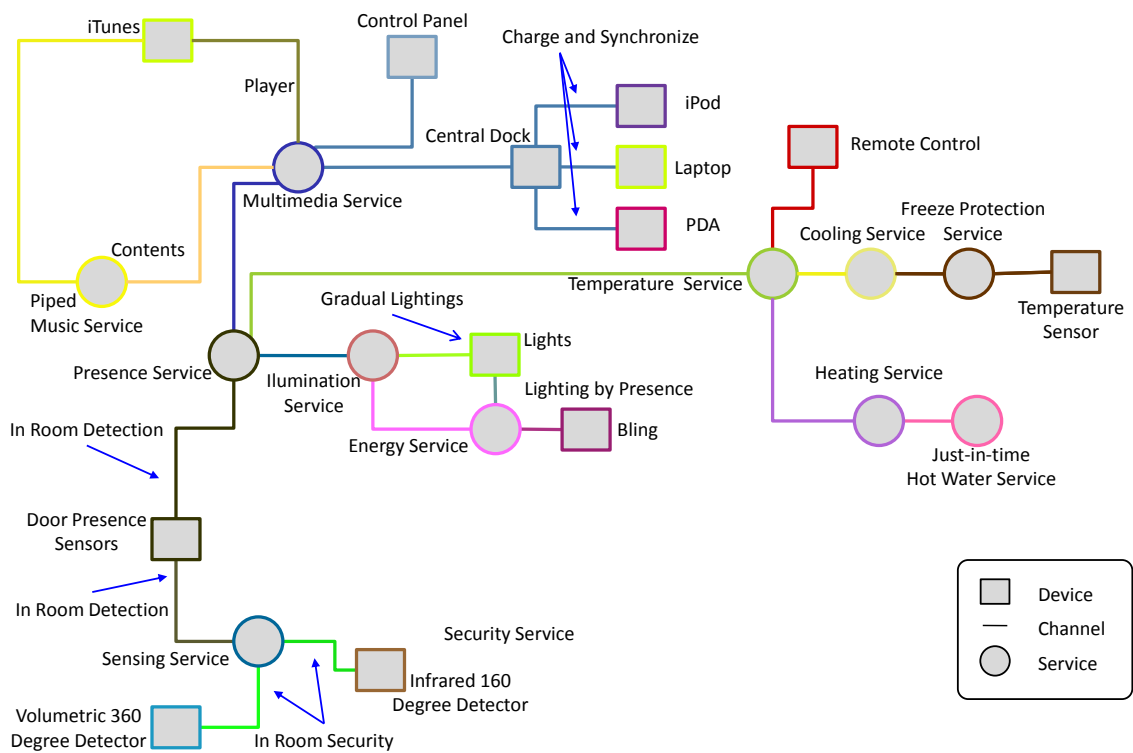 iTunes
Control Panel
Charge and Synchronize
Player
iPod
Central Dock
Remote Control
Laptop
Multimedia Service
PDA
Freeze Protection
Service
Cooling Service
Contents
Temperature Service
Piped
Music Service
Gradual Lightings
Temperature
Sensor
Lights
Presence Service
Ilumination
Service
Lighting by Presence
Heating Service
In Room Detection
Energy Service
Bling
Just-in-time
Hot Water Service
Door Presence
Sensors
In Room Detection
Device
Channel
Service
Security Service
Sensing Service
Infrared 160
Degree Detector
Volumetric 360
Degree Detector
In Room Security